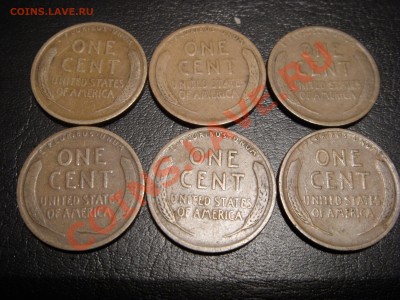 COINS.LAVE.RU
ONE
CENT
UNITED STATES
OF AMERICA
ONE
CENT
UNITED STATES
OF AMERICA
ONE
CENT
UNITED STATES
OF AMERICA
E PLURIBUS UNUM
ONE
CENT
UNITED STATES
OF AMERICA
E PLURIBUS UNUM
ONE
CENT
UNITED STATES
OF AMERICA
ONE
CENT
UNITED STATES
OF AMERICA
COINS.LAVE.RU